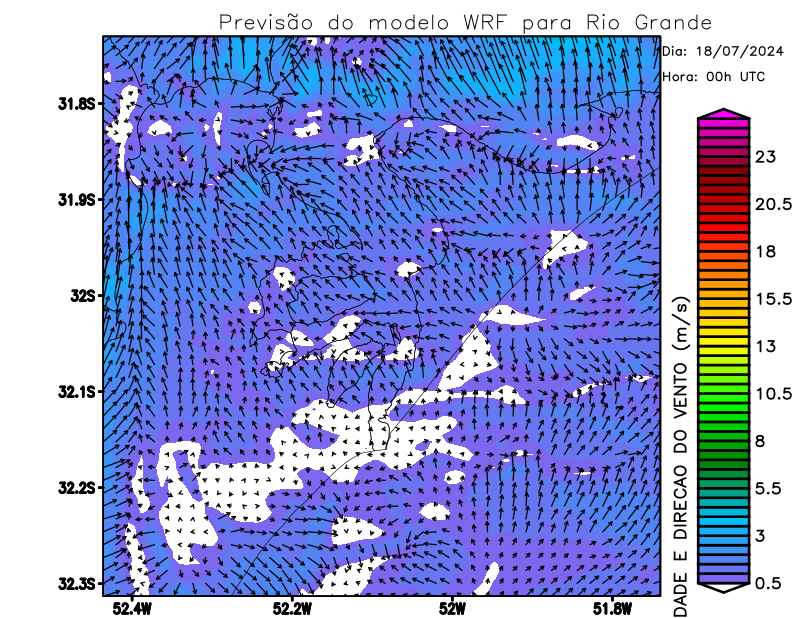 Previsão do modelo WRF para Rio Grande
Dia: 18/07/2024
Hora: 00h UTC
31.8S
31.9S
32S
32.1S
32.2S
32.3S
52.4W
52.2W
52W
51.8W
23
20.5
18
15.5
13
10.5
8
5.5
3
0.5
DADE E DIRECAO DO VENTO (m/s)